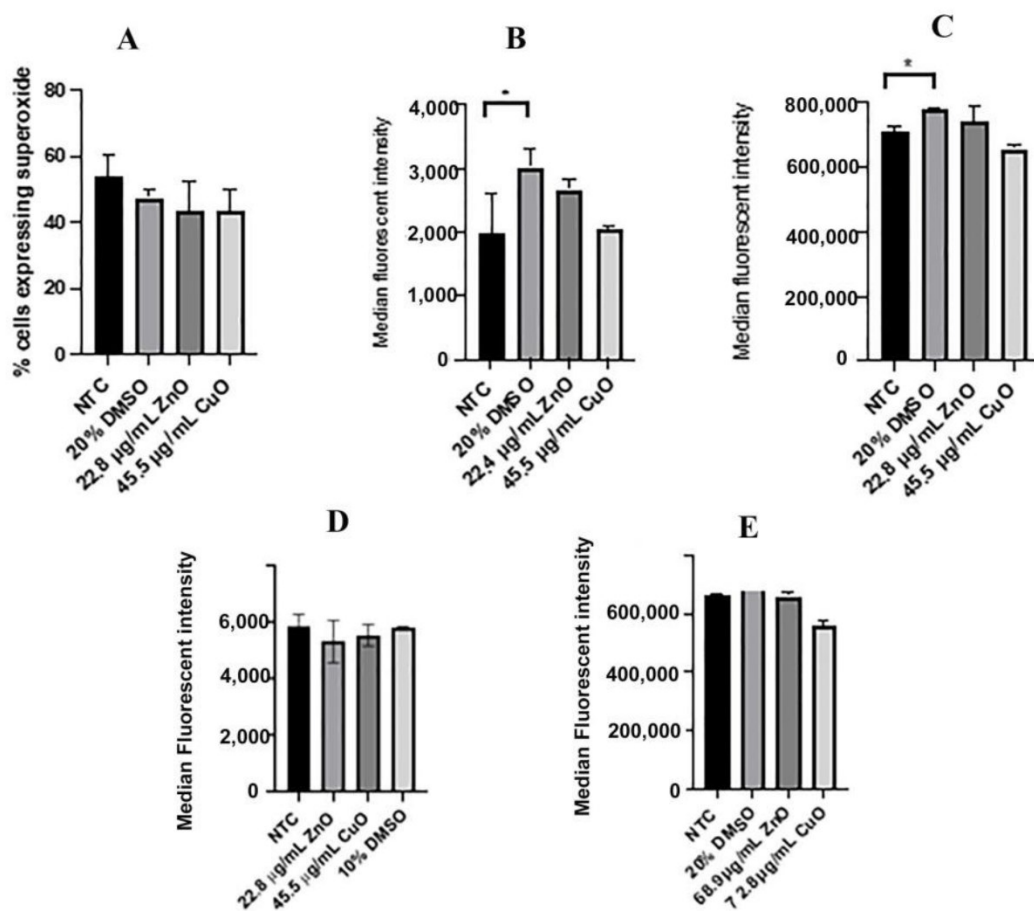 A
% cells expressing superoxide
80
60
40
20
0
NTC
20% DMSO
22.8 µg/mL ZnO
45.5 µg/mL CuO
B
Median fluorescent intensity
4,000
3,000
2,000
1,000
0
*
NTC
20% DMSO
22.4 µg/mL ZnO
45.5 µg/mL CuO
C
Median fluorescent intensity
800,000
600,000
400,000
200,000
0
*
NTC
20% DMSO
22.8 µg/mL ZnO
45.5 µg/mL CuO
D
Median Fluorescent intensity
6,000
4,000
2,000
0
NTC
22.8 µg/mL ZnO
45.5 µg/mL CuO
10% DMSO
E
Median Fluorescent intensity
600,000
400,000
200,000
0
NTC
20% DMSO
68.9µg/mL ZnO
7 2.8µg/mL CuO